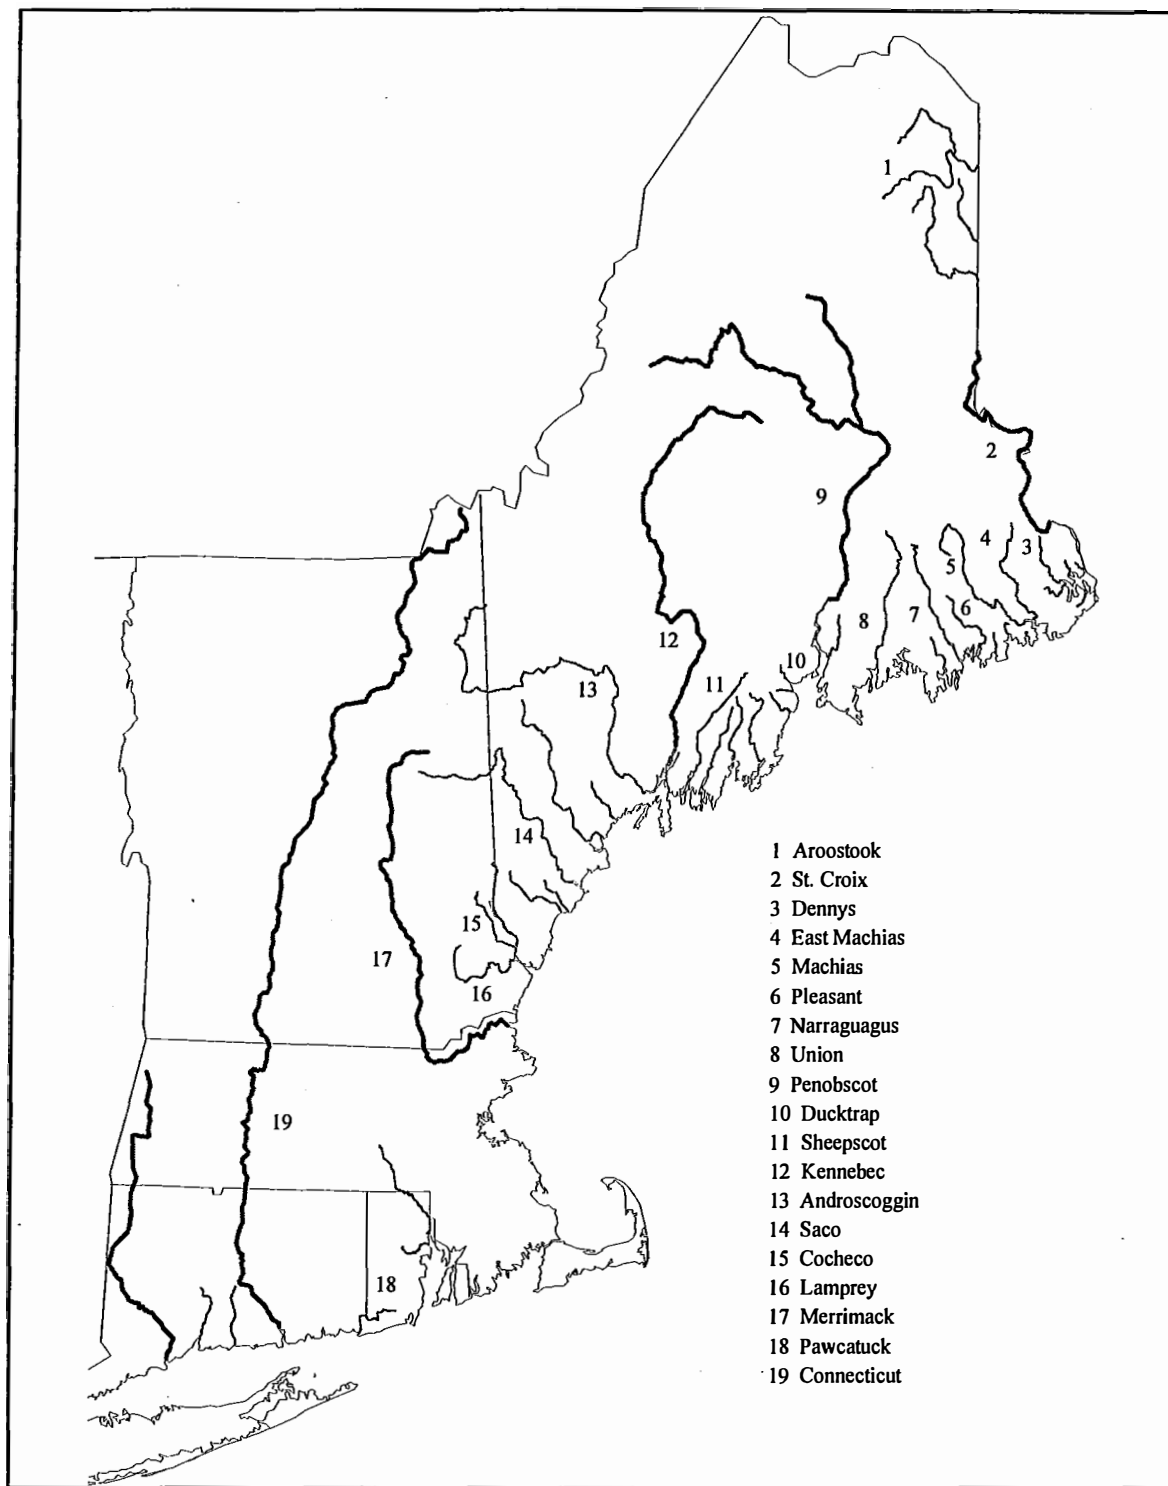 1
2
9
4
3
5
6
8
7
12
10
11
13
14
15
17
16
19
18
1 Aroostook
2 St. Croix
3 Dennys
4 East Machias
5 Machias
6 Pleasant
7 Narraguagus
8 Union
9 Penobscot
10 Ducktrap
11 Sheepscot
12 Kennebec
13 Androscoggin
14 Saco
15 Cocheco
16 Lamprey
17 Merrimack
18 Pawcatuck
19 Connecticut